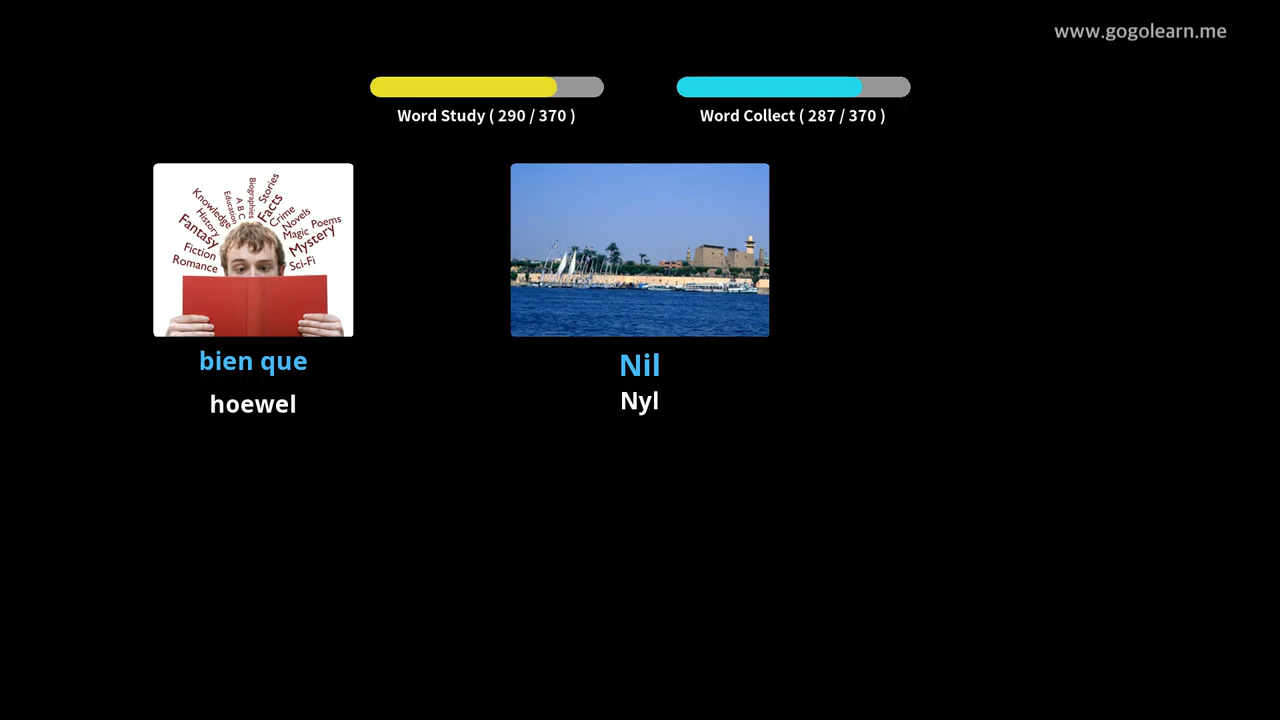 www.gogolearn.me
Word Study ( 290 / 370 )
Word Collect ( 287 / 370 )
Knowledge
History
Fantasy
Fiction
Romance
Education
A B C
Biographies
Stories
Facts
Crime
Novels
Magic
Poems
Mystery
Sci-Fi
bien que
hoewel
Nil
Nyl